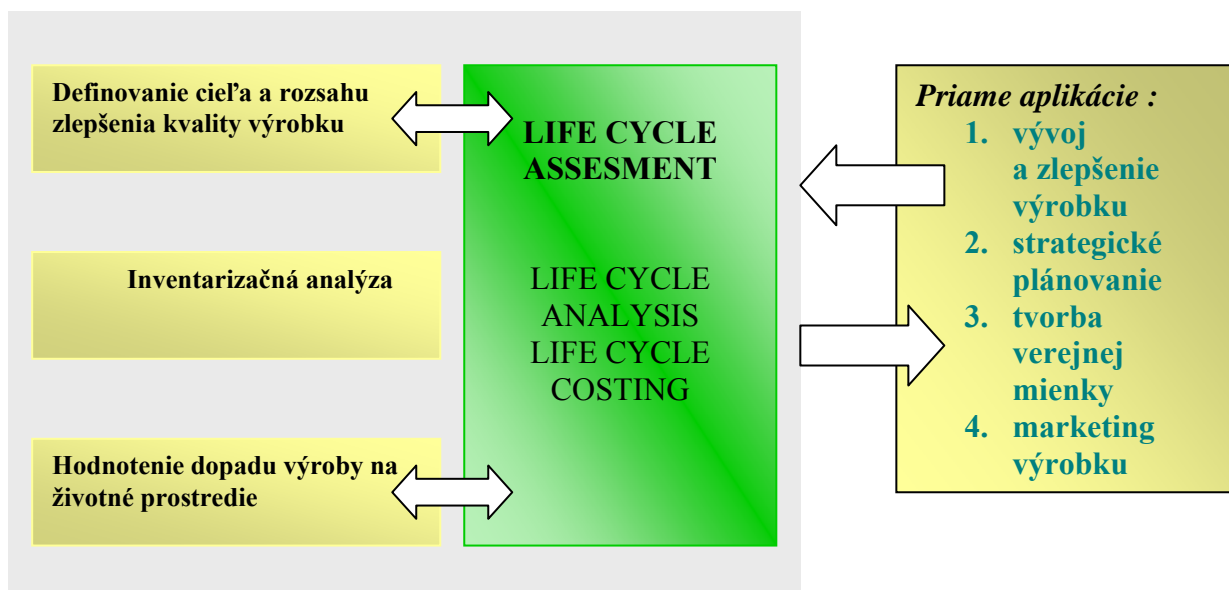 Definovanie cieľa a rozsahu
zlepšenia kvality výrobku
Inventarizačná analýza
Hodnotenie dopadu výroby na
životné prostredie
LIFE CYCLE
ASSESMENT
LIFE CYCLE
ANALYSIS
LIFE CYCLE
COSTING
Priame aplikácie :
1. vývoj
a zlepšenie
výrobku
2. strategické
plánovanie
3. tvorba
verejnej
mienky
4. marketing
výrobku